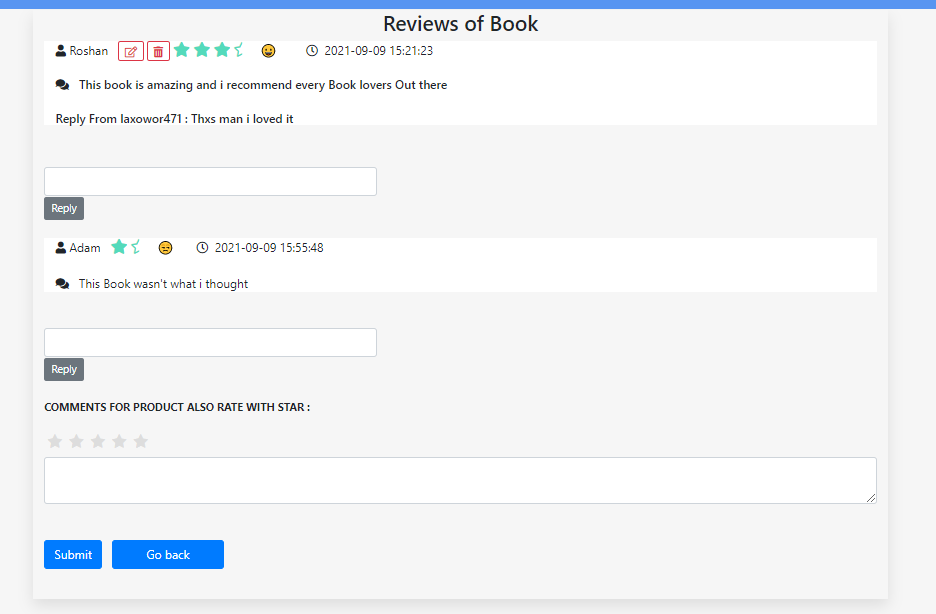 Reviews of Book
Roshan 2021-09-09 15:21:23
This book is amazing and i recommend every Book lovers Out there
Reply From laxowor471 : Thxs man i loved it
Reply
Adam 2021-09-09 15:55:48
This Book wasn't what i thought
Reply
COMMENTS FOR PRODUCT ALSO RATE WITH STAR :
Submit Go back